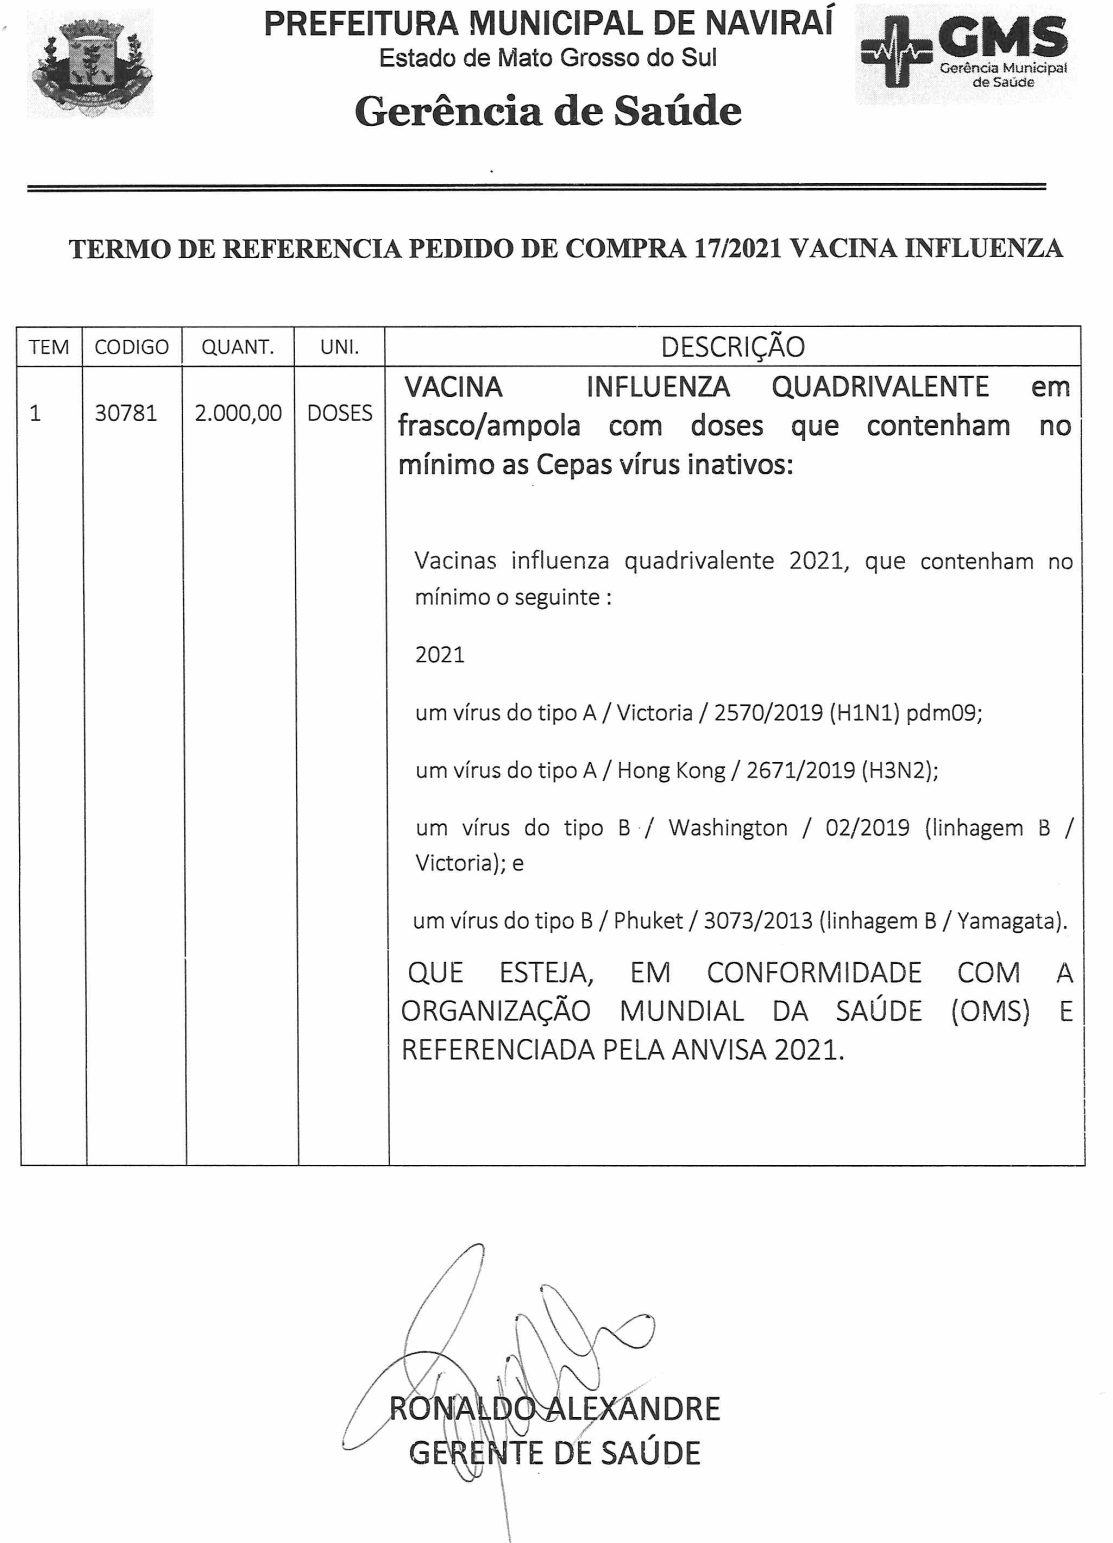 PREFEITURA MUNICIPAL DE NAVIRAÍ
Estado de Mato Grosso do Sul
Gerência de Saúde
GMS
Gerência Municipal
de Saúde
TERMO DE REFERENCIA PEDIDO DE COMPRA 17/2021 VACINA INFLUENZA
TEM CODIGO QUANT. UNI. DESCRIÇÃO
1 30781 2.000,00 DOSES
VACINA INFLUENZA QUADRIVALENTE em
frasco/ampola com doses que contenham no
mínimo as Cepas vírus inativos:
Vacinas influenza quadrivalente 2021, que contenham no
mínimo o seguinte :
2021
um vírus do tipo A / Victoria / 2570/2019 (H1N1) pdm09;
um vírus do tipo A / Hong Kong / 2671/2019 (H3N2);
um vírus do tipo B / Washington / 02/2019 (linhagem B /
Victoria); e
um vírus do tipo B / Phuket / 3073/2013 (linhagem B / Yamagata).
QUE ESTEJA, EM CONFORMIDADE COM A
ORGANIZAÇÃO MUNDIAL DA SAÚDE (OMS) E
REFERENCIADA PELA ANVISA 2021.
RONALDO ALEXANDRE
GERENTE DE SAÚDE